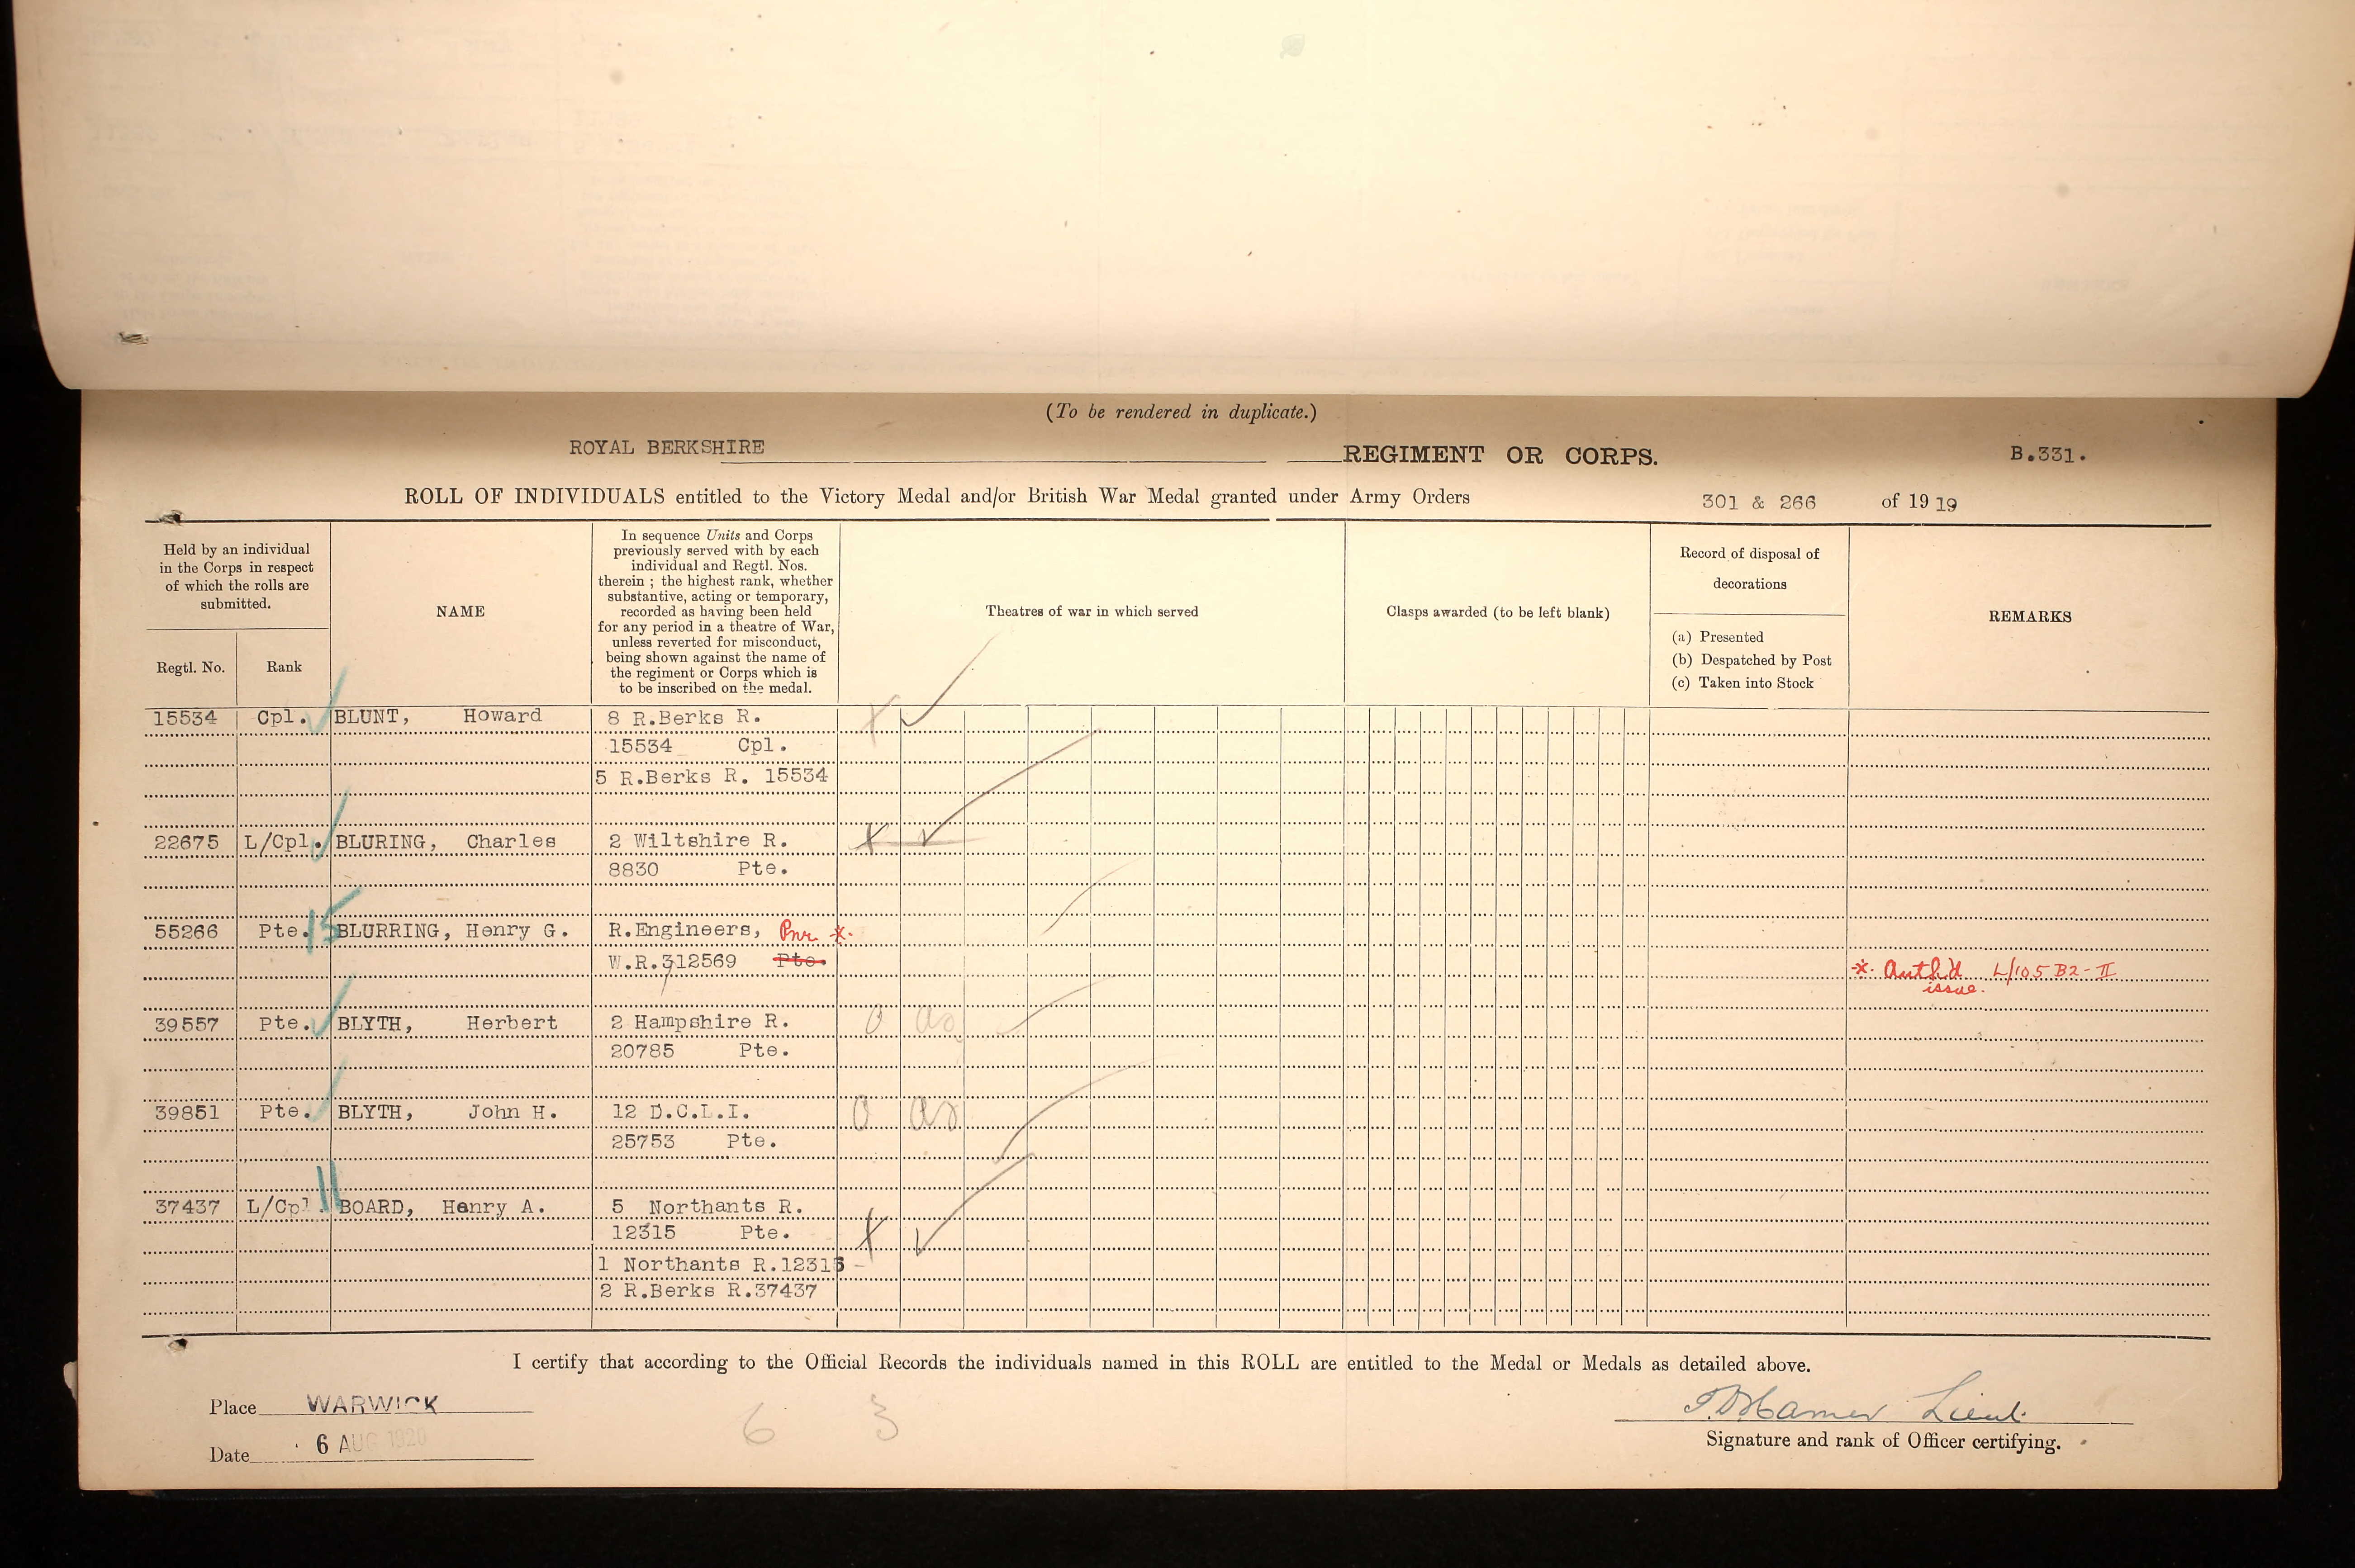 (To be rendered in duplicate.)
ROYAL BERKSHIRE REGIMENT OR CORPS. B.331.
ROLL OF INDIVIDUALS entitled to the Victory Medal and/or British War Medal granted under Army Orders 301 & 266 of 1919
Held by an individual
in the Corps in respect
of which the rolls are
submitted.
Regtl. No.
Rank
NAME
In sequence Units and Corps
previously served with by each
individual and Regtl. Nos.
therein ; the highest rank, whether
substantive, acting or temporary,
recorded as having been held
for any period in a theatre of War,
unless reverted for misconduct,
being shown against the name of
the regiment or Corps which is
to be inscribed on the medal.
Theatres of war in which served
Clasps awarded (to be left blank)
Record of disposal of
decorations
(a) Presented
(b) Despatched by Post
(c) Taken into Stock
REMARKS
15534 Cpl. BLUNT, Howard 8 R.Berks R.
15534 Cpl.
5 R.Berks R. 15534
22675 L/Cpl. BLURING, Charles 2 Wiltshire R.
8830 Pte.
15
55266 Pte. BLURRING, Henry G. R.Engineers, Pnr *.
W.R.312569 Pte.
*. Auth'd L/105 B2-II
issue.
39557 Pte. BLYTH, Herbert 2 Hampshire R.
20785 Pte.
39851 Pte. BLYTH, John H. 12 D.C.L.I.
25753 Pte.
11
37437 L/Cpl. BOARD, Henry A. 5 Northants R.
12315 Pte.
1 Northants R.12315
2 R.Berks R.37437
I certify that according to the Official Records the individuals named in this ROLL are entitled to the Medal or Medals as detailed above.
Place WARWICK
6 3
Lieut.
Date 6 AUG 1920
Signature and rank of Officer certifying.